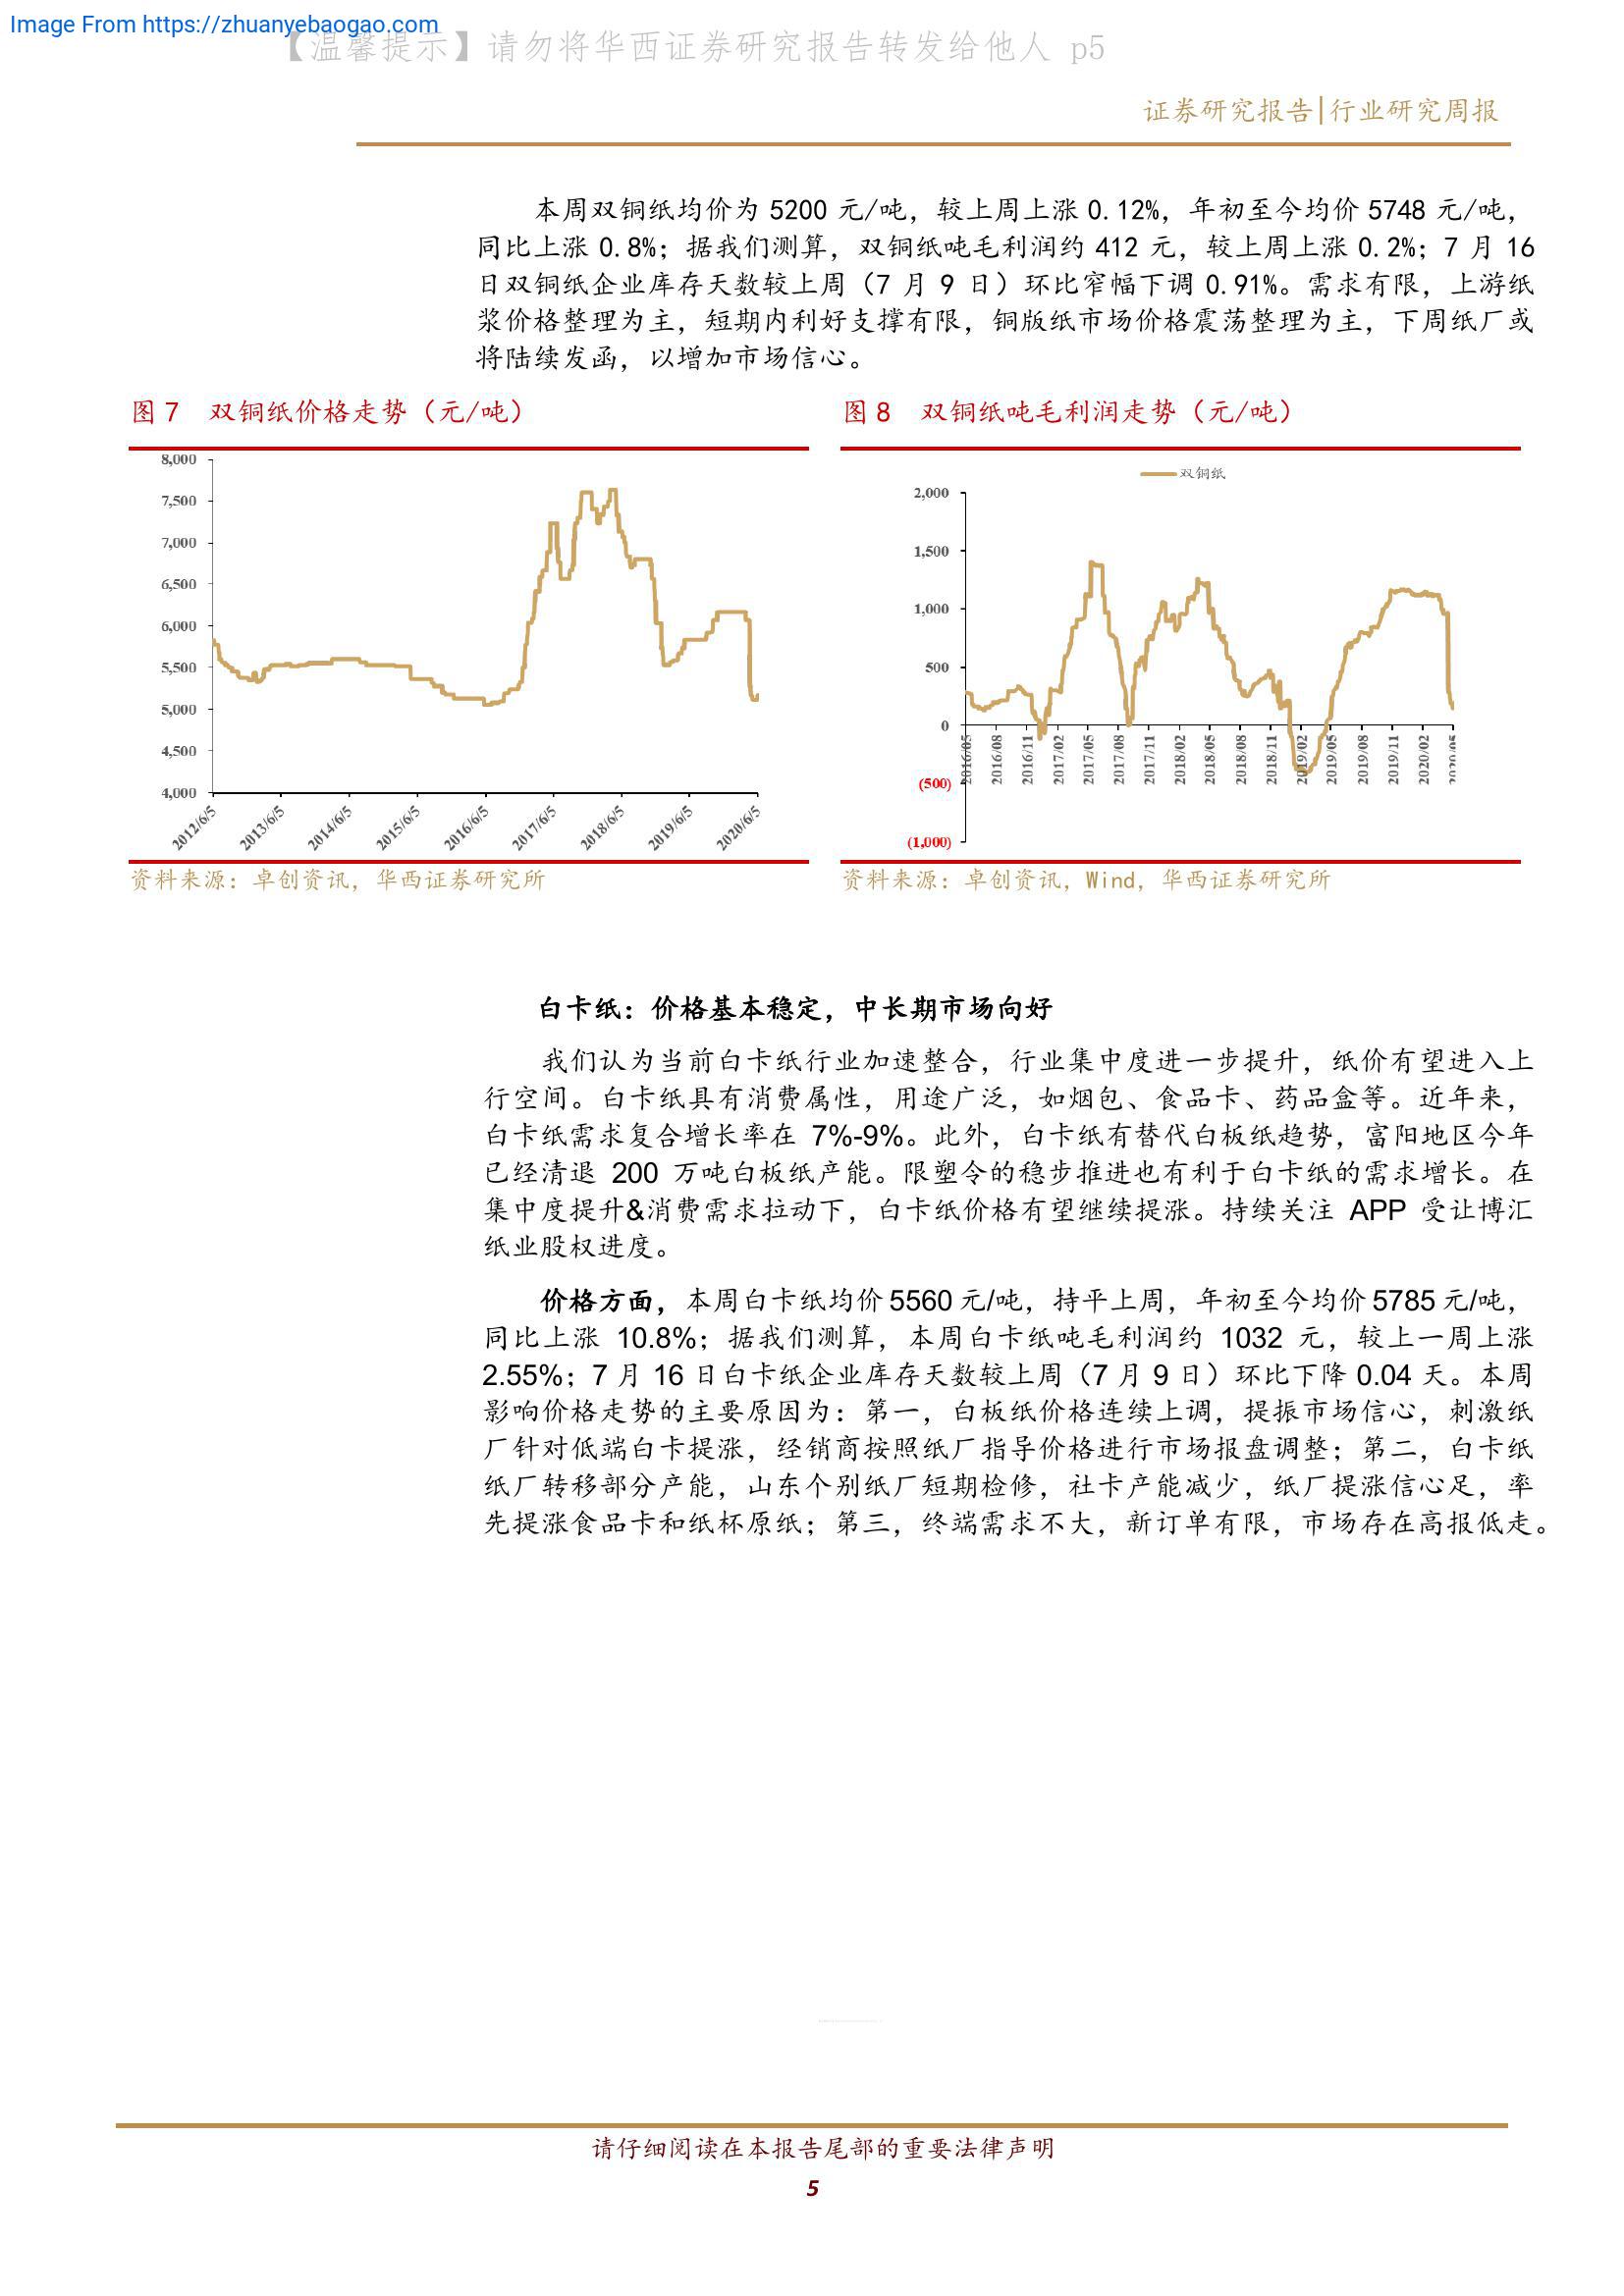 Image From https://zhuanyebaogao.com
【温馨提示】请勿将华西证券研究报告转发给他人 p5
证券研究报告|行业研究周报
本周双铜纸均价为 5200 元/吨，较上周上涨 0.12%，年初至今均价 5748 元/吨，
同比上涨 0.8%；据我们测算，双铜纸吨毛利润约 412 元，较上周上涨 0.2%；7 月 16
日双铜纸企业库存天数较上周（7 月 9 日）环比窄幅下调 0.91%。需求有限，上游纸
浆价格整理为主，短期内利好支撑有限，铜版纸市场价格震荡整理为主，下周纸厂或
将陆续发函，以增加市场信心。
图 7 双铜纸价格走势（元/吨）
8,000
7,500
7,000
6,500
6,000
5,500
5,000
4,500
4,000
2012/6/5 2013/6/5 2014/6/5 2015/6/5 2016/6/5 2017/6/5 2018/6/5 2019/6/5 2020/6/5
资料来源：卓创资讯，华西证券研究所
图 8 双铜纸吨毛利润走势（元/吨）
双铜纸
2,000
1,500
1,000
500
0
(500)
(1,000)
2016/05 2016/08 2016/11 2017/02 2017/05 2017/08 2017/11 2018/02 2018/05 2018/08 2018/11 2019/02 2019/05 2019/08 2019/11 2020/02 2020/05
资料来源：卓创资讯，Wind，华西证券研究所
白卡纸：价格基本稳定，中长期市场向好
我们认为当前白卡纸行业加速整合，行业集中度进一步提升，纸价有望进入上
行空间。白卡纸具有消费属性，用途广泛，如烟包、食品卡、药品盒等。近年来，
白卡纸需求复合增长率在 7%-9%。此外，白卡纸有替代白板纸趋势，富阳地区今年
已经清退 200 万吨白板纸产能。限塑令的稳步推进也有利于白卡纸的需求增长。在
集中度提升&消费需求拉动下，白卡纸价格有望继续提涨。持续关注 APP 受让博汇
纸业股权进度。
价格方面，本周白卡纸均价 5560 元/吨，持平上周，年初至今均价 5785 元/吨，
同比上涨 10.8%；据我们测算，本周白卡纸吨毛利润约 1032 元，较上一周上涨
2.55%；7 月 16 日白卡纸企业库存天数较上周（7 月 9 日）环比下降 0.04 天。本周
影响价格走势的主要原因为：第一，白板纸价格连续上调，提振市场信心，刺激纸
厂针对低端白卡提涨，经销商按照纸厂指导价格进行市场报盘调整；第二，白卡纸
纸厂转移部分产能，山东个别纸厂短期检修，社卡产能减少，纸厂提涨信心足，率
先提涨食品卡和纸杯原纸；第三，终端需求不大，新订单有限，市场存在高报低走。
请仔细阅读在本报告尾部的重要法律声明
5